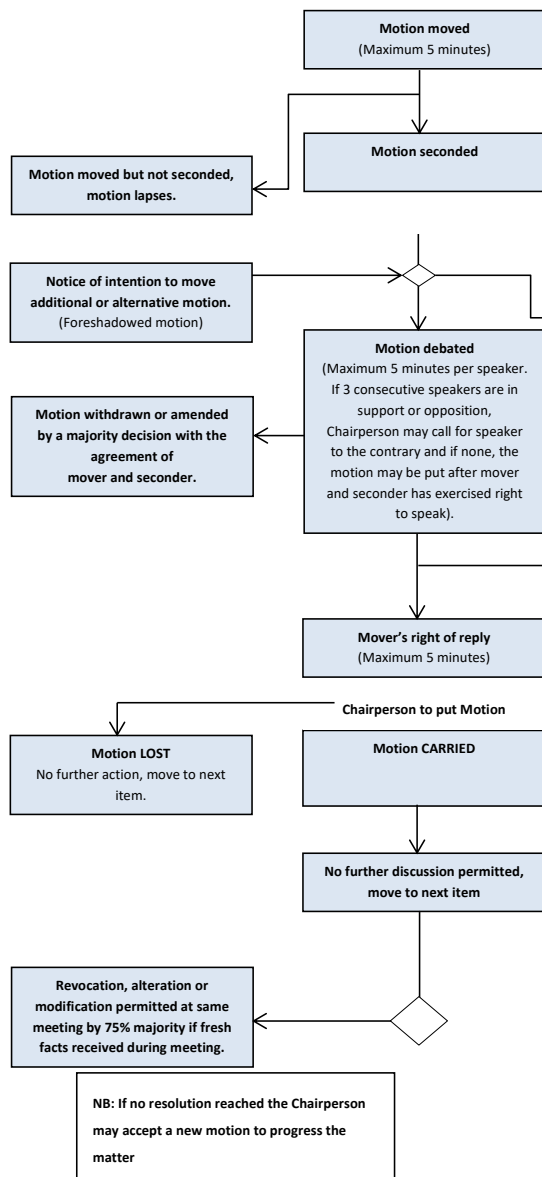 Motion moved
(Maximum 5 minutes)
Motion seconded
Motion moved but not seconded,
motion lapses.
Notice of intention to move
additional or alternative motion.
(Foreshadowed motion)
Motion debated
(Maximum 5 minutes per speaker.
If 3 consecutive speakers are in
support or opposition,
Chairperson may call for speaker
to the contrary and if none, the
motion may be put after mover
and seconder has exercised right
to speak).
Motion withdrawn or amended
by a majority decision with the
agreement of
mover and seconder.
Mover’s right of reply
(Maximum 5 minutes)
Chairperson to put Motion
Motion LOST
No further action, move to next
item.
Motion CARRIED
No further discussion permitted,
move to next item
Revocation, alteration or
modification permitted at same
meeting by 75% majority if fresh
facts received during meeting.
NB: If no resolution reached the Chairperson
may accept a new motion to progress the
matter